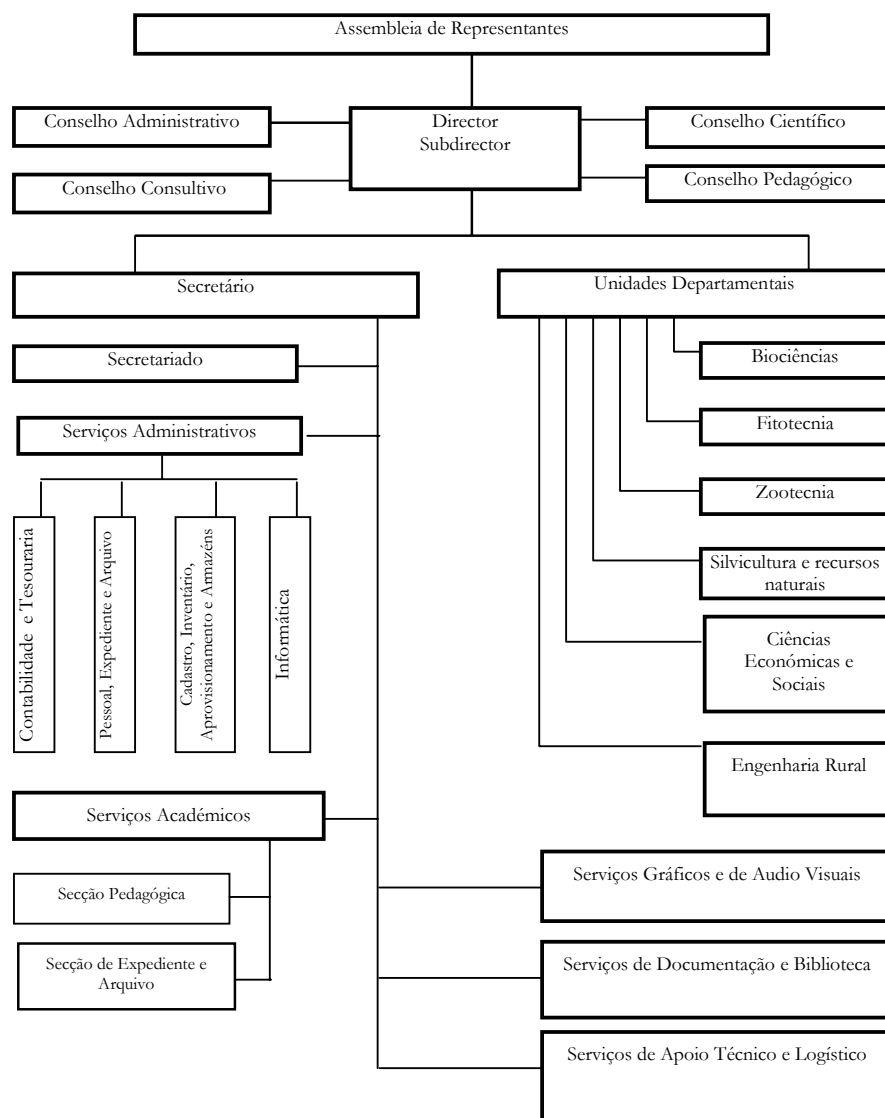 Assembleia de Representantes
Conselho Administrativo
Director
Subdirector
Conselho Científico
Conselho Consultivo
Conselho Pedagógico
Secretário
Unidades Departamentais
Secretariado
Biociências
Serviços Administrativos
Fitotecnia
Zootecnia
Contabilidade e Tesouraria
Pessoal, Expediente e Arquivo
Cadastro, Inventário,
Aprovisionamento e Armazéns
Informática
Silvicultura e recursos
naturais
Ciências
Económicas e
Sociais
Engenharia Rural
Serviços Académicos
Secção Pedagógica
Secção de Expediente e
Arquivo
Serviços Gráficos e de Audio Visuais
Serviços de Documentação e Biblioteca
Serviços de Apoio Técnico e Logístico